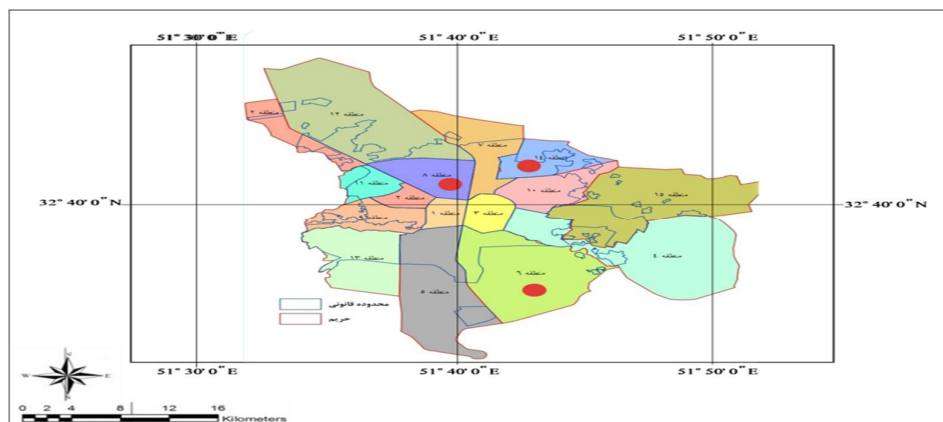 51°30'0"E 51°40'0"E 51°50'0"E
منطقه ۱۲
منطقه ۲
منطقه ۷
منطقه ۱۴
منطقه ۸
منطقه ۱۱
منطقه ۱۰
منطقه ۱۵
منطقه ۲
32°40'0"N 32°40'0"N
منطقه ۱
منطقه ۳
منطقه
منطقه ۴
منطقه ۱۳
منطقه ۶
منطقه ۵
محدوده قانونی
حریم
51°30'0"E 51°40'0"E 51°50'0"E
W E
0 2 4 8 12 16
Kilometers